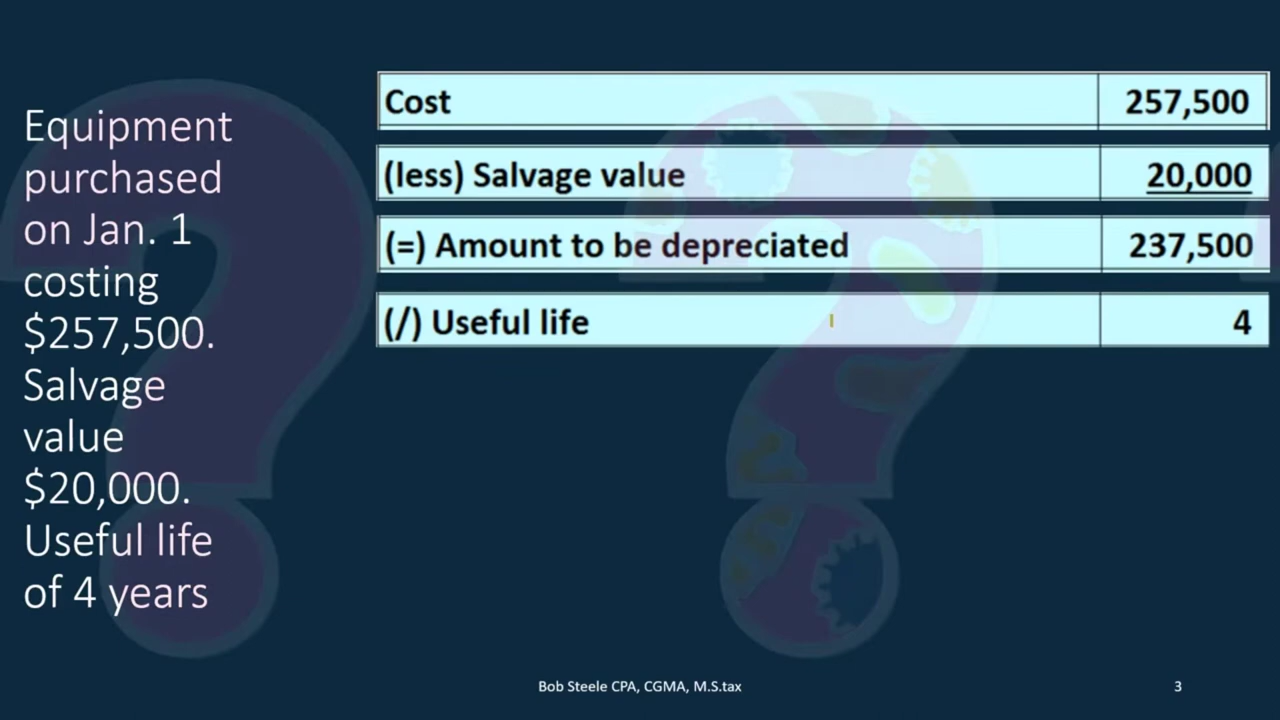 Equipment
purchased
on Jan. 1
costing
$257,500.
Salvage
value
$20,000.
Useful life
of 4 years
Cost 257,500
(less) Salvage value 20,000
(=) Amount to be depreciated 237,500
(/) Useful life 4
Bob Steele CPA, CGMA, M.S.tax 3